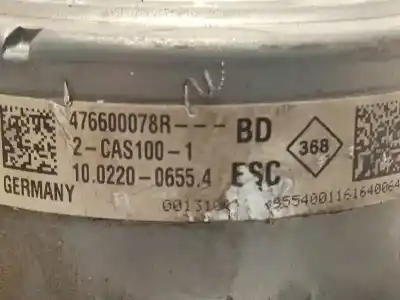 476600078R--- BD
2-CAS100-1
368
10.0220-0655.4 ESC
GERMANY